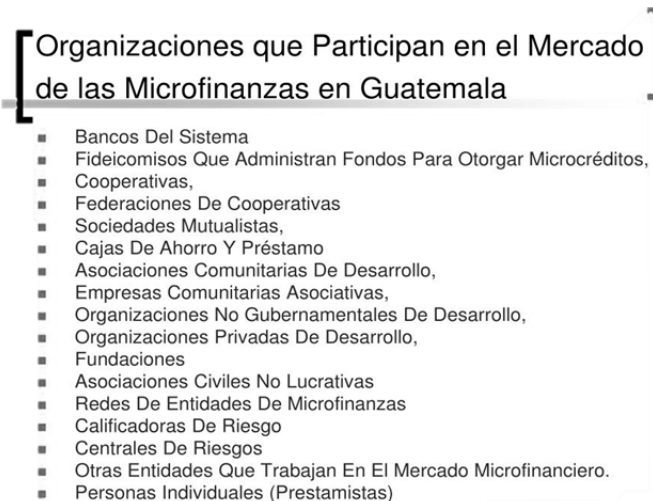 Organizaciones que Participan en el Mercado
de las Microfinanzas en Guatemala
Bancos Del Sistema
Fideicomisos Que Administran Fondos Para Otorgar Microcréditos,
Cooperativas,
Federaciones De Cooperativas
Sociedades Mutualistas,
Cajas De Ahorro Y Préstamo
Asociaciones Comunitarias De Desarrollo,
Empresas Comunitarias Asociativas,
Organizaciones No Gubernamentales De Desarrollo,
Organizaciones Privadas De Desarrollo,
Fundaciones
Asociaciones Civiles No Lucrativas
Redes De Entidades De Microfinanzas
Calificadoras De Riesgo
Centrales De Riesgos
Otras Entidades Que Trabajan En El Mercado Microfinanciero.
Personas Individuales (Prestamistas)